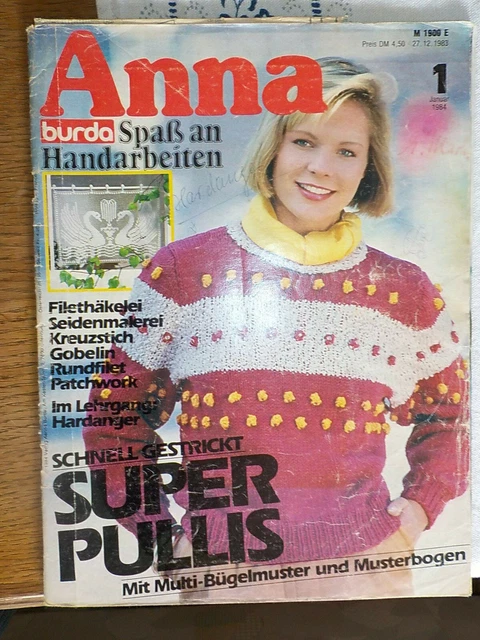 M 1900 E
Preis DM 4,50 · 27.12.1983
Anna
1
Januar
1984
burda Spaß an
Handarbeiten
Filethäkelei
Seidenmalerei
Kreuzstich
Gobelin
Rundfilet
Patchwork
Im Lehrgang:
Hardanger
SCHNELL GESTRICKT
SUPER
PULLIS
Mit Multi-Bügelmuster und Musterbogen